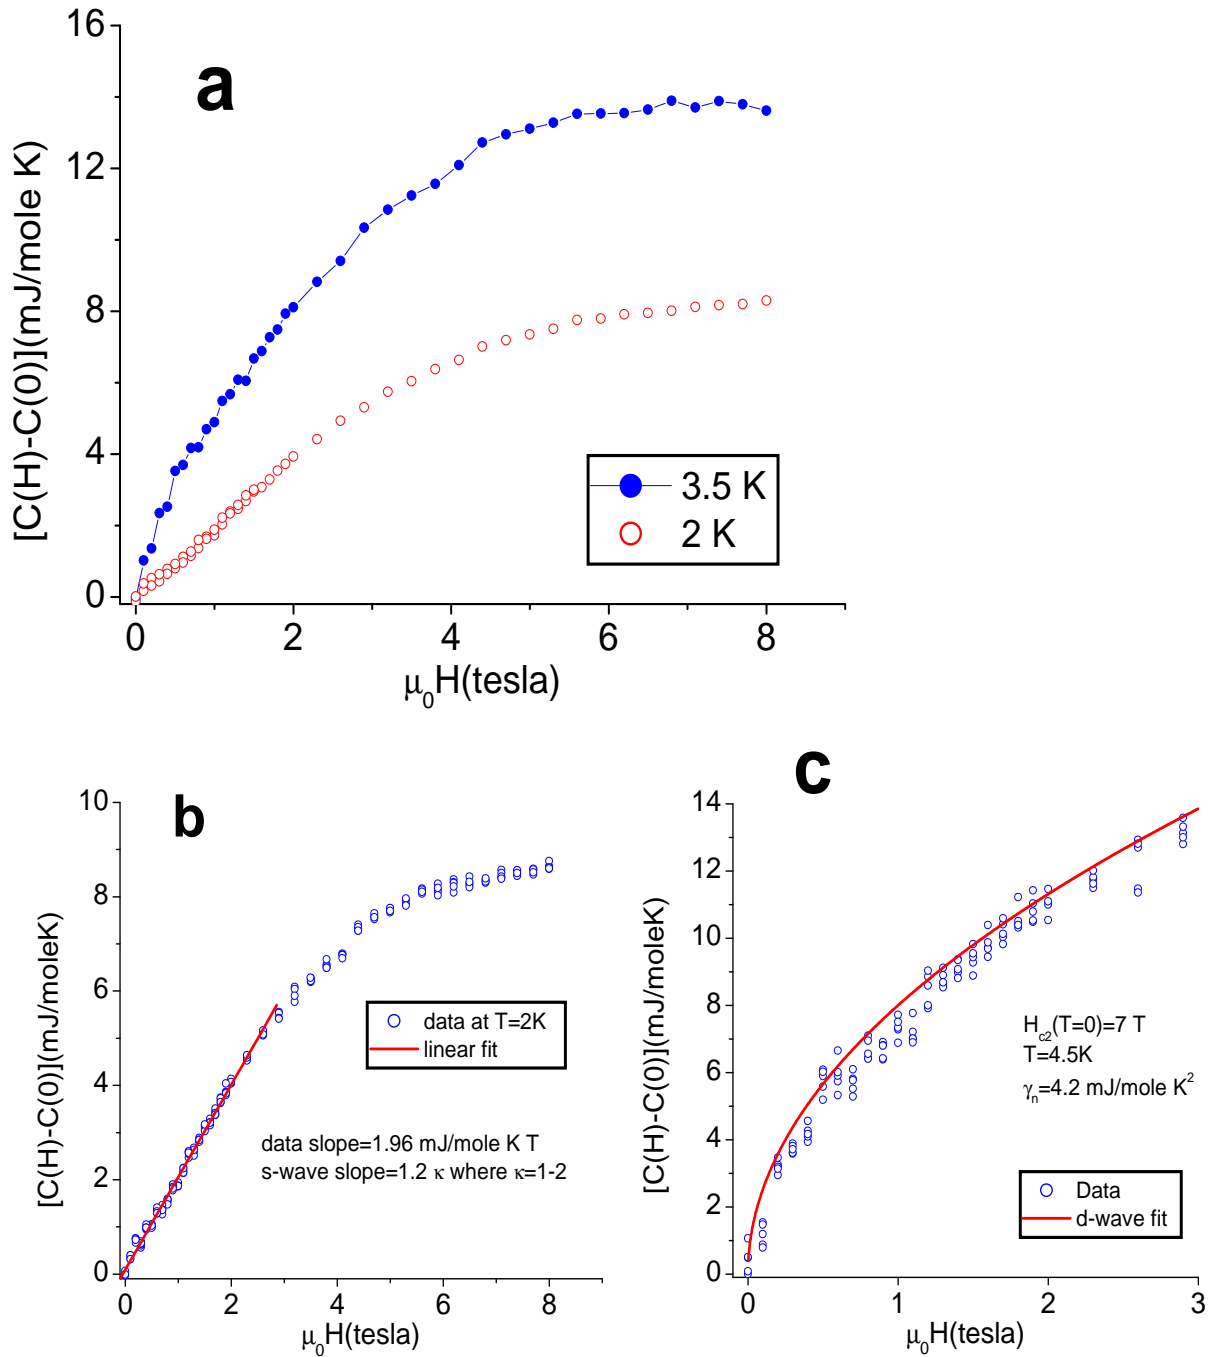 a
[C(H)-C(0)](mJ/mole K)
16
12
8
4
0
0 2 4 6 8
μ₀H(tesla)
3.5 K
2 K
b
[C(H)-C(0)](mJ/moleK)
10
8
6
4
2
0
0 2 4 6 8
μ₀H(tesla)
data at T=2K
linear fit
data slope=1.96 mJ/mole K T
s-wave slope=1.2 κ where κ=1-2
c
[C(H)-C(0)](mJ/moleK)
14
12
10
8
6
4
2
0
0 1 2 3
μ₀H(tesla)
H_c2(T=0)=7 T
T=4.5K
γₙ=4.2 mJ/mole K²
Data
d-wave fit